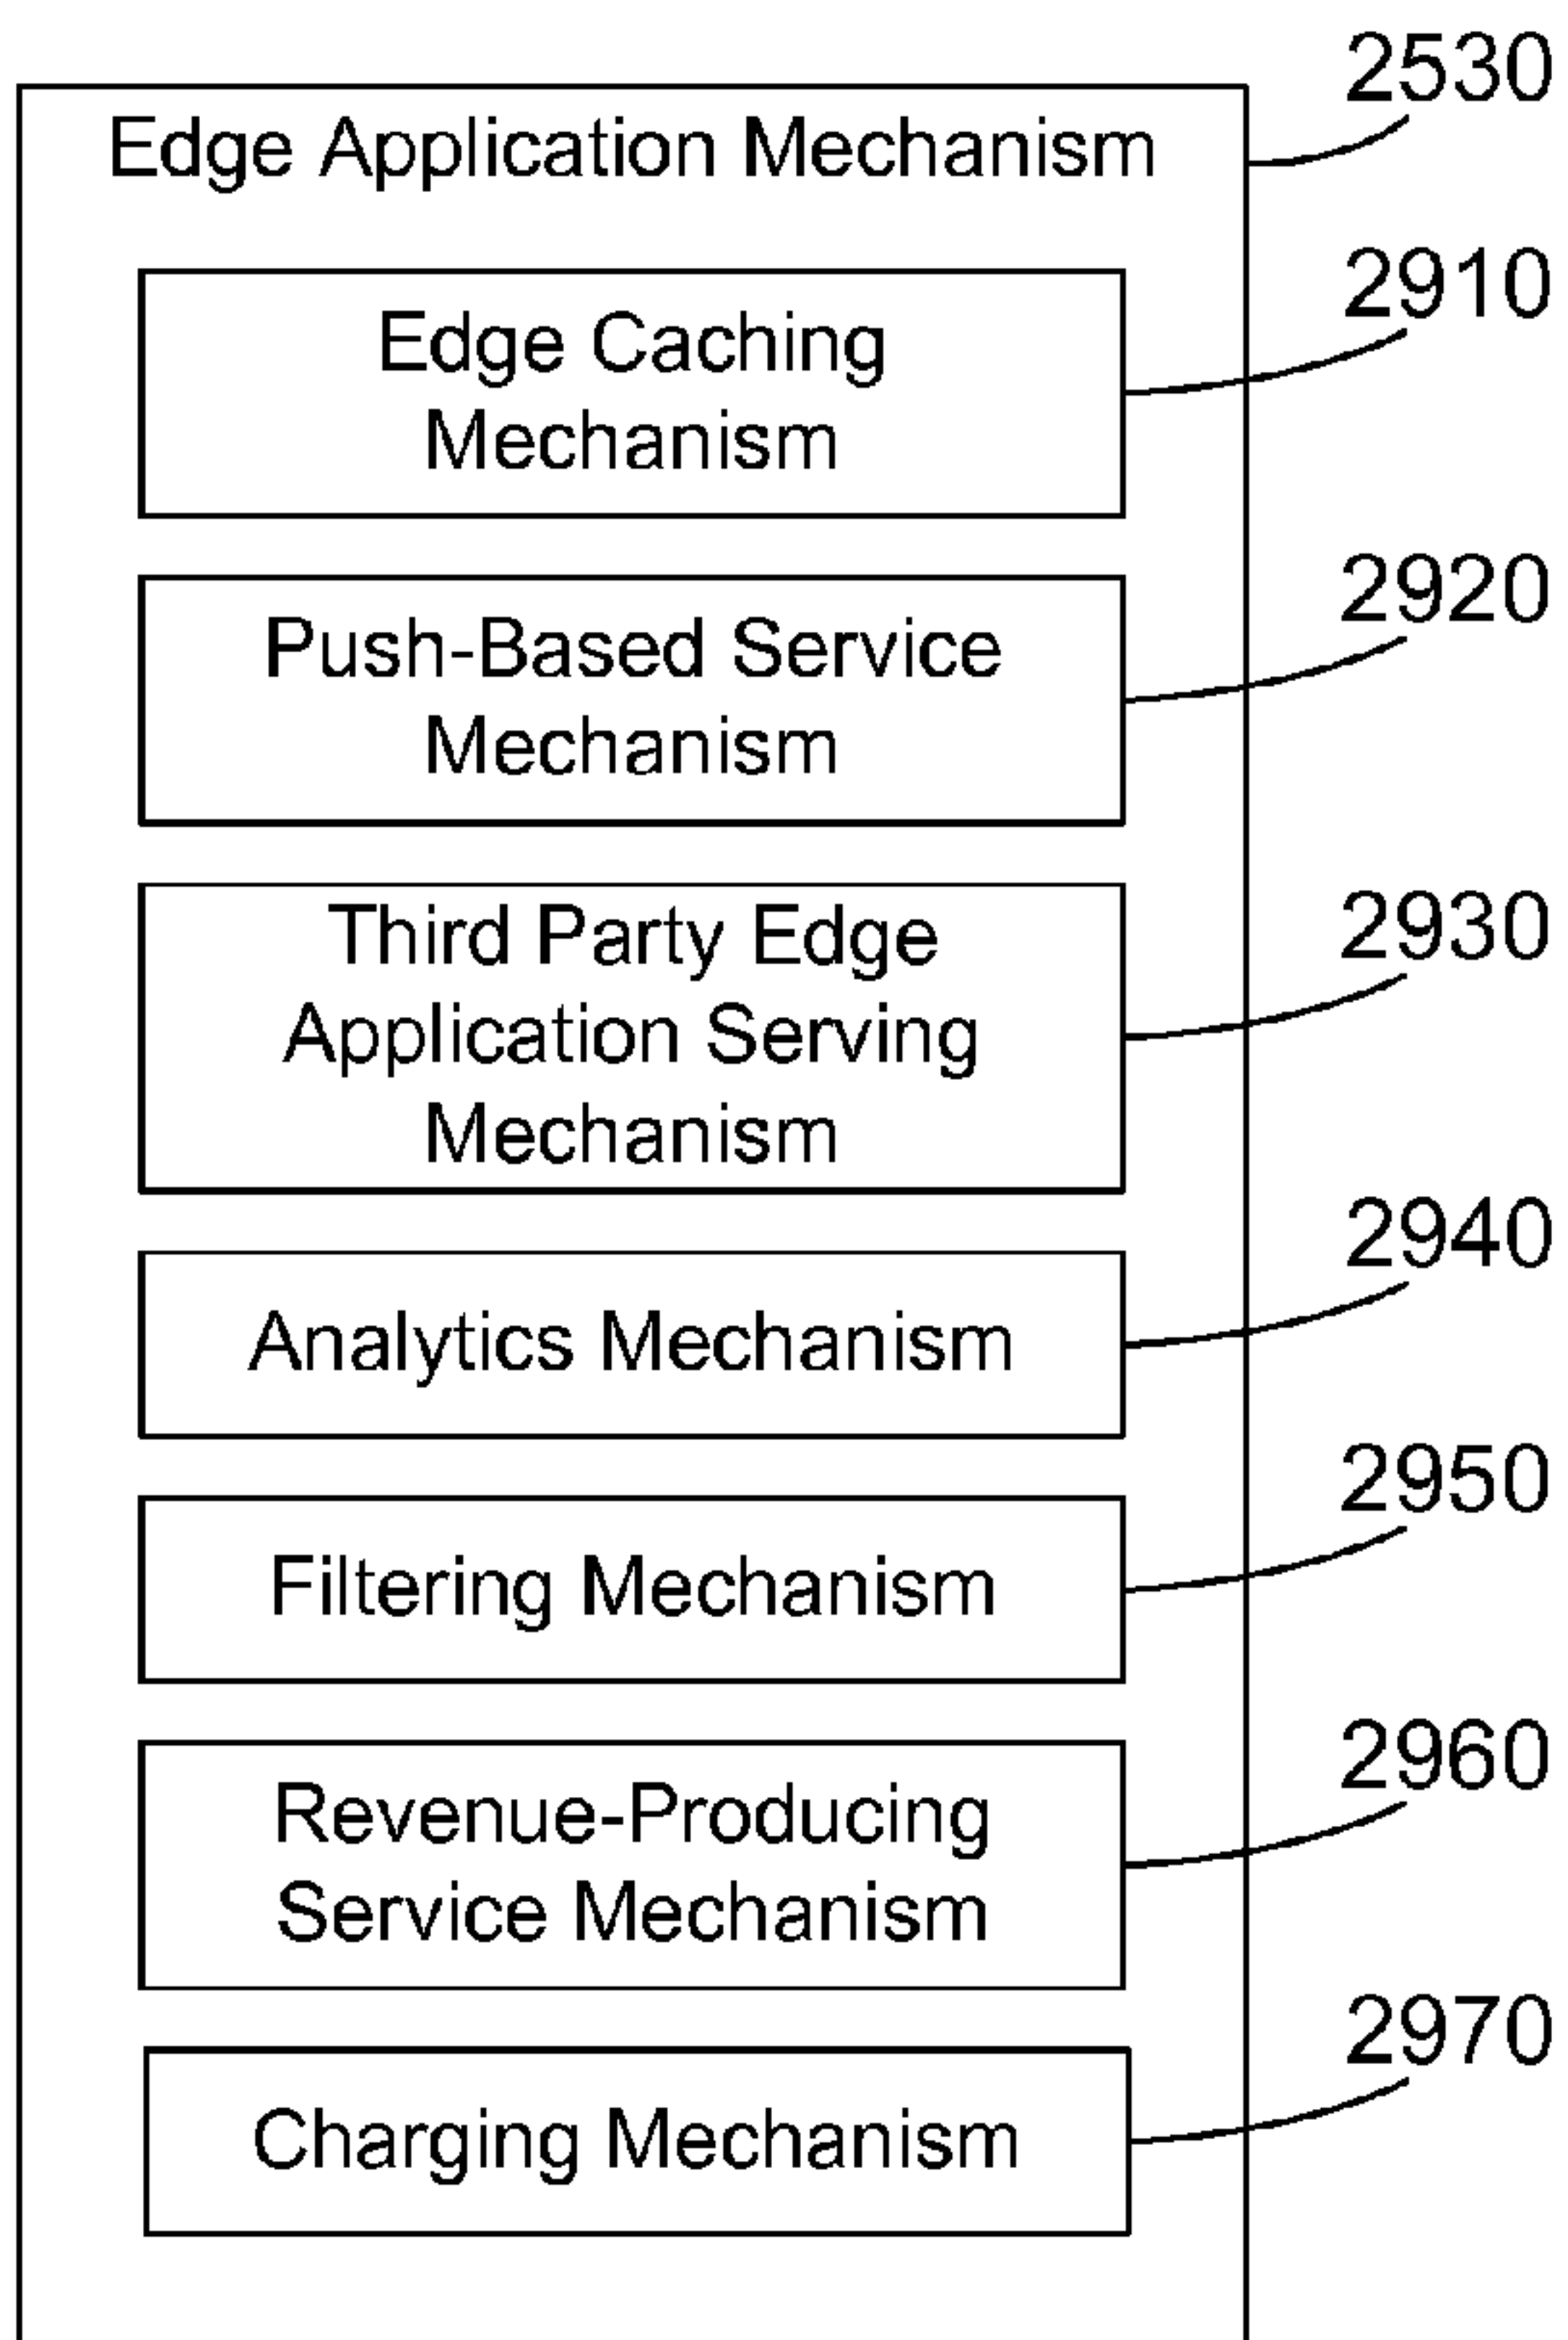 2530
Edge Application Mechanism
2910
Edge Caching
Mechanism
2920
Push-Based Service
Mechanism
2930
Third Party Edge
Application Serving
Mechanism
2940
Analytics Mechanism
2950
Filtering Mechanism
2960
Revenue-Producing
Service Mechanism
2970
Charging Mechanism